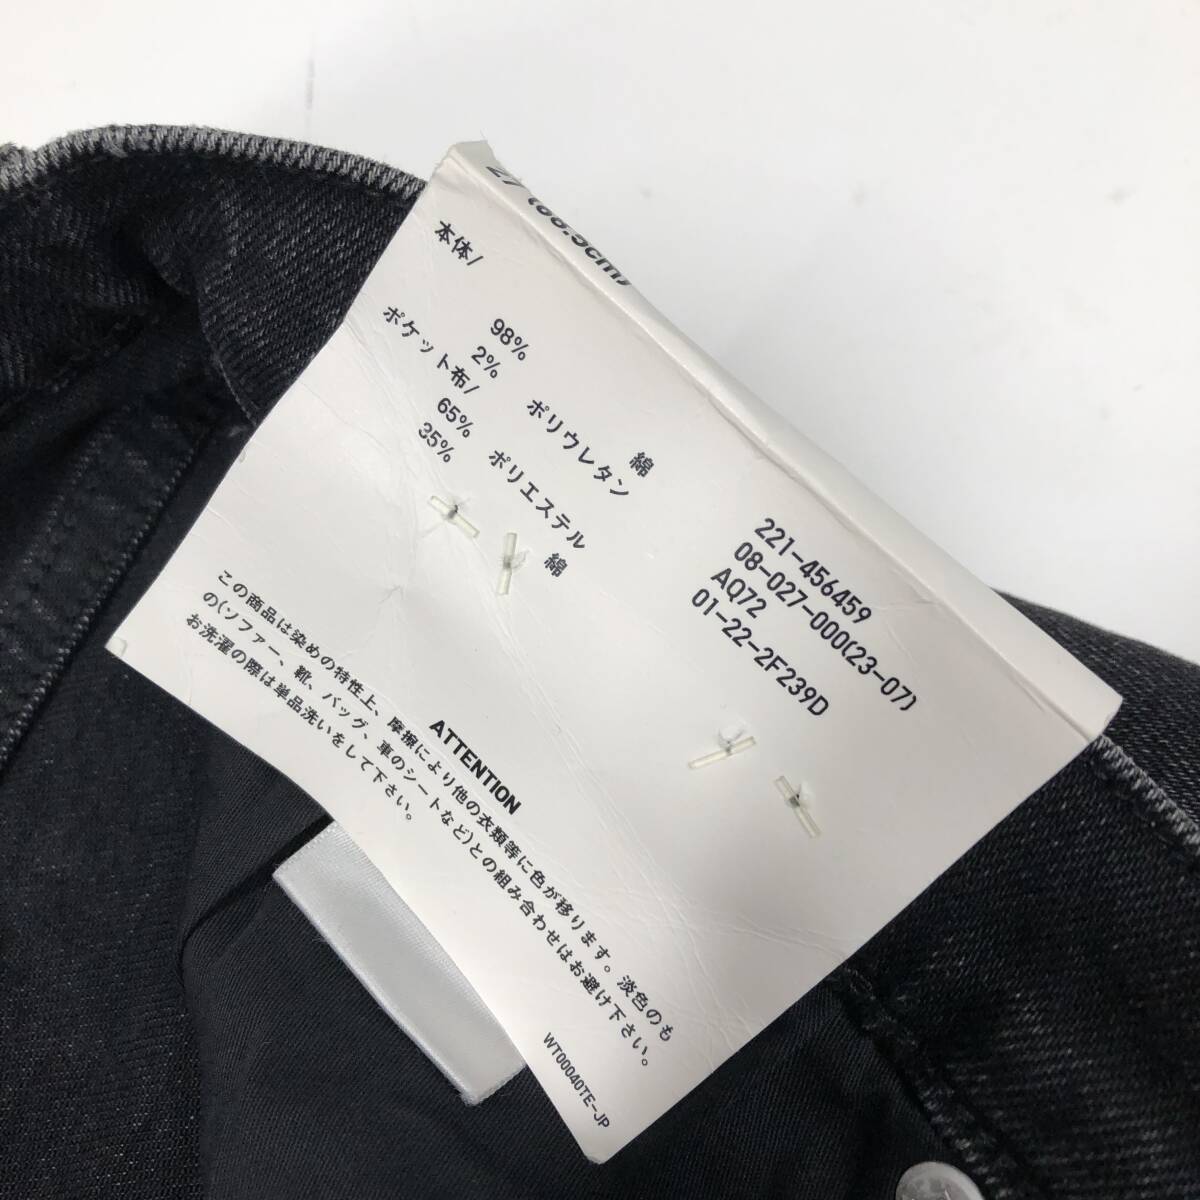 27 (68.5cm)
本体/
98% 綿
2% ポリウレタン
ポケット布/
65% ポリエステル
35% 綿
221-456459
08-027-000(23-07)
AQ72
01-22-2F239D
ATTENTION
この商品は染めの特性上、摩擦により他の衣類等に色が移ります。淡色のも
の(ソファー、靴、バッグ、車のシートなど)との組み合わせはお避け下さい。
お洗濯の際は単品洗いをして下さい。
WT00040TE-JP